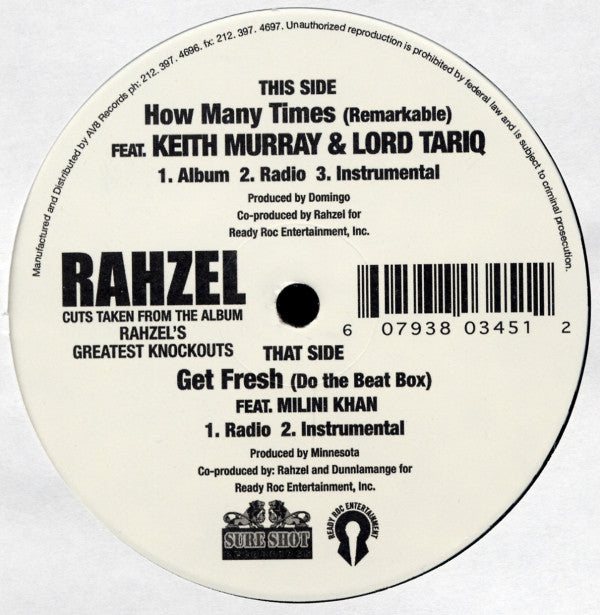 Manufactured and Distributed by AV8 Records ph: 212. 397. 4696. fx: 212. 397. 4697. Unauthorized reproduction is prohibited by federal law and is subject to criminal prosecution.
THIS SIDE
How Many Times (Remarkable)
FEAT. KEITH MURRAY & LORD TARIQ
1. Album 2. Radio 3. Instrumental
Produced by Domingo
Co-produced by Rahzel for
Ready Roc Entertainment, Inc.
RAHZEL
CUTS TAKEN FROM THE ALBUM
RAHZEL'S
GREATEST KNOCKOUTS
6 07938 03451 2
THAT SIDE
Get Fresh (Do the Beat Box)
FEAT. MILINI KHAN
1. Radio 2. Instrumental
Produced by Minnesota
Co-produced by: Rahzel and Dunnlamange for
Ready Roc Entertainment, Inc.
SURE SHOT
READY ROC ENTERTAINMENT